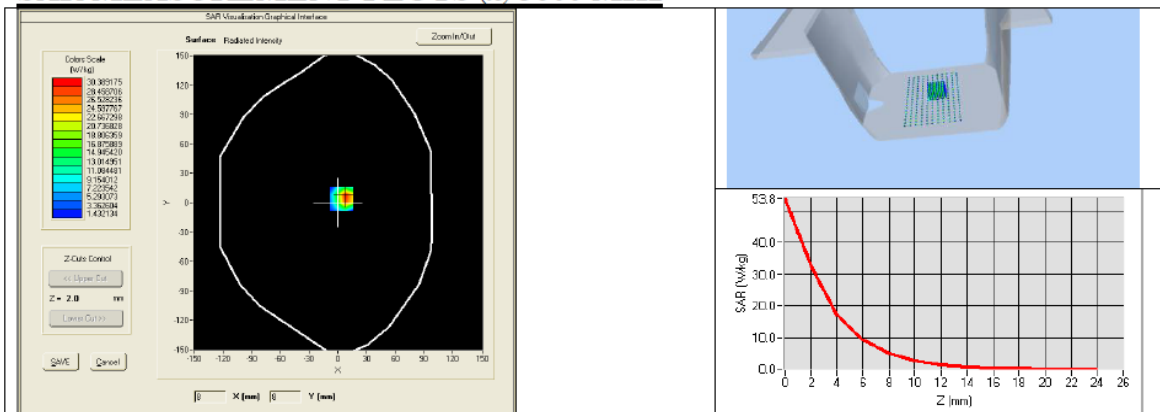 SAR Visualisation Graphical Interface
Surface Radiated Intensity
Zoom In/Out
Colors Scale
(W/kg)
30.389175
28.458706
26.528236
24.597767
22.667298
20.736828
18.806359
16.875889
14.945420
13.014951
11.084481
9.154012
7.223542
5.293073
3.362604
1.432134
150
120
90
60
30
0
-30
-60
-90
-120
-150
Y
-150 -120 -90 -60 -30 0 30 60 90 120 150
X
Z-Cuts Control
<< Upper Cut
Z = 2.0 mm
Lower Cut >>
SAVE Cancel
8 X (mm) 8 Y (mm)
53.8
40.0
30.0
20.0
10.0
0.0
SAR (W/kg)
0 2 4 6 8 10 12 14 16 18 20 22 24 26
Z (mm)